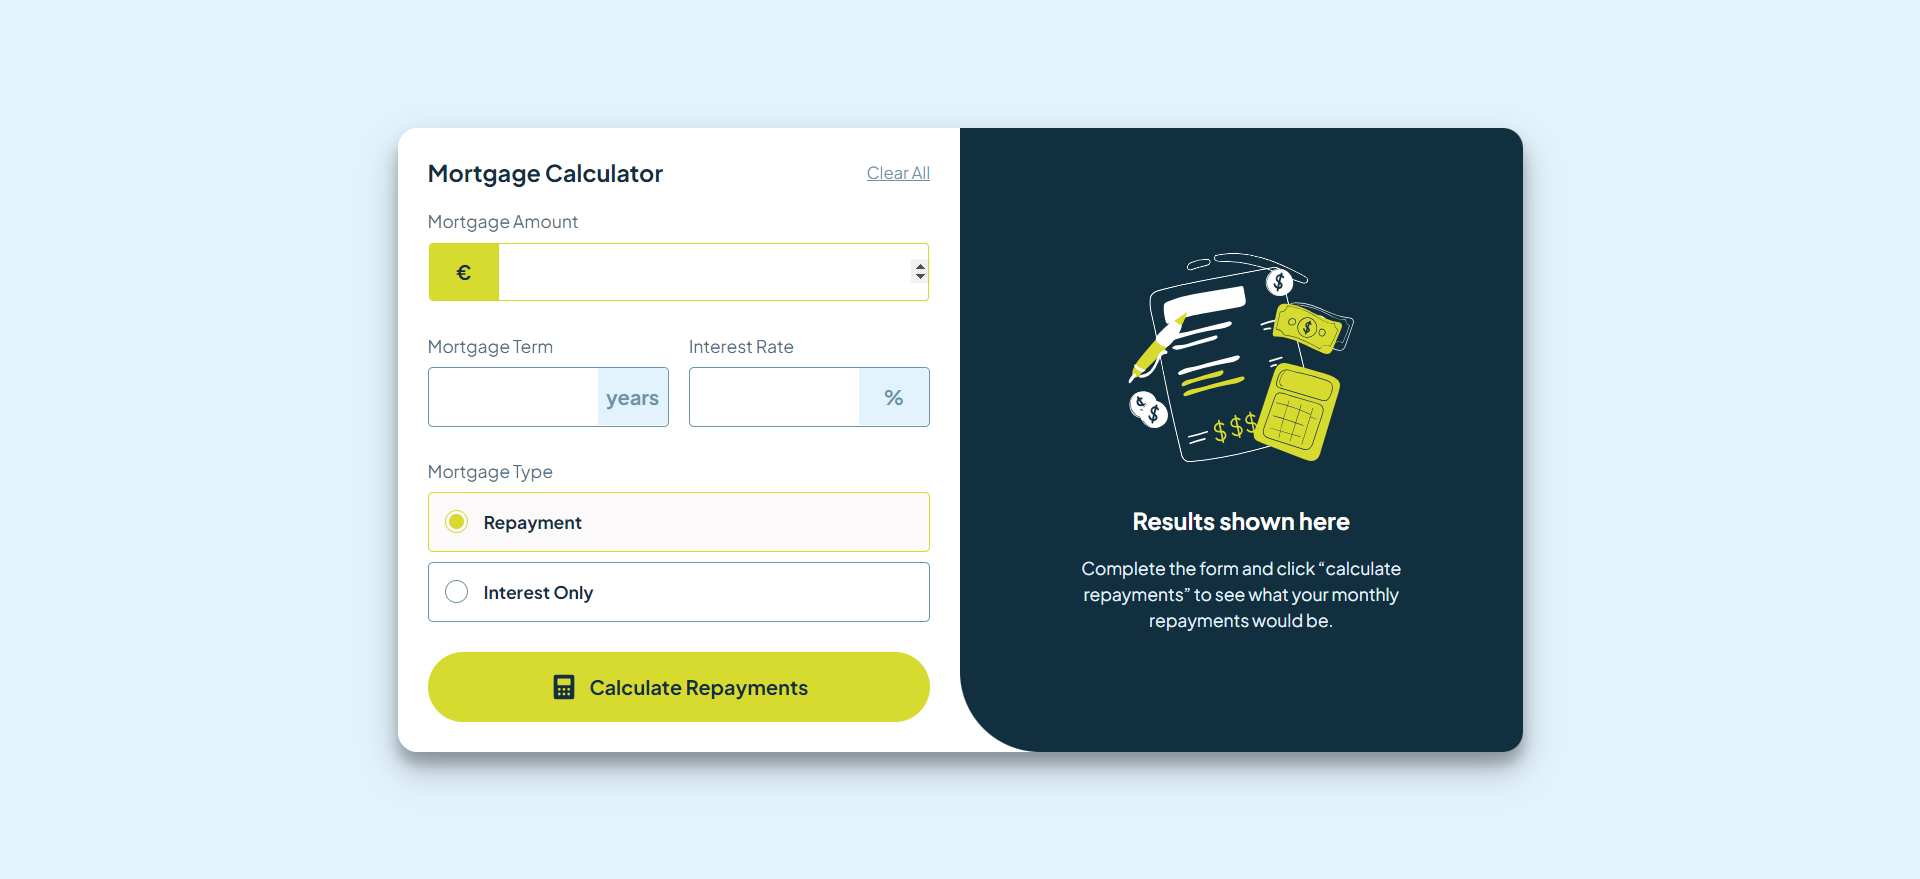 Mortgage Calculator
Clear All
Mortgage Amount
€
Mortgage Term
Interest Rate
years
%
Mortgage Type
Repayment
Interest Only
Calculate Repayments
$
$
$
$
$$$
Results shown here
Complete the form and click “calculate
repayments” to see what your monthly
repayments would be.